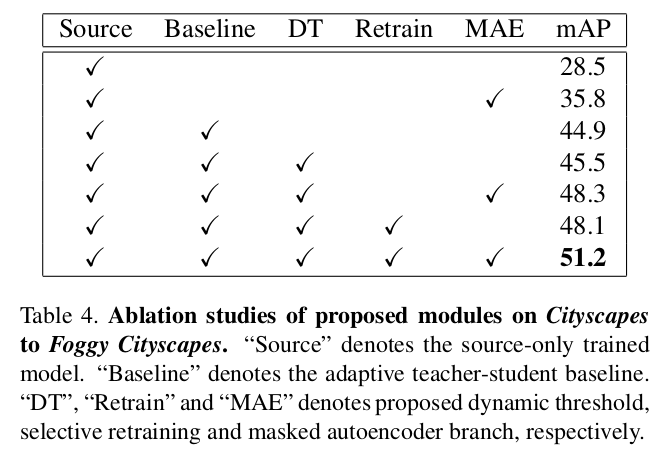 Source Baseline DT Retrain MAE mAP
✓ 28.5
✓ ✓ 35.8
✓ ✓ 44.9
✓ ✓ ✓ 45.5
✓ ✓ ✓ ✓ 48.3
✓ ✓ ✓ ✓ 48.1
✓ ✓ ✓ ✓ ✓ 51.2
Table 4. Ablation studies of proposed modules on Cityscapes
to Foggy Cityscapes. “Source” denotes the source-only trained
model. “Baseline” denotes the adaptive teacher-student baseline.
“DT”, “Retrain” and “MAE” denotes proposed dynamic threshold,
selective retraining and masked autoencoder branch, respectively.